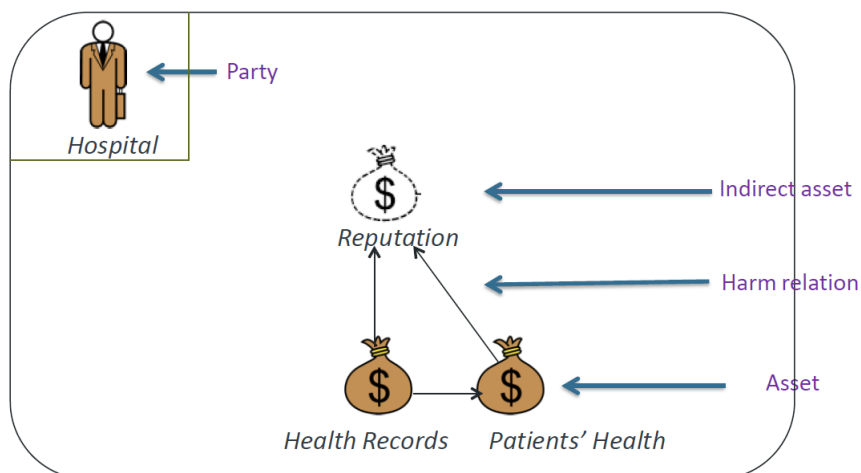 Party
Hospital
$
Indirect asset
Reputation
Harm relation
$
$
Asset
Health Records
Patients’ Health